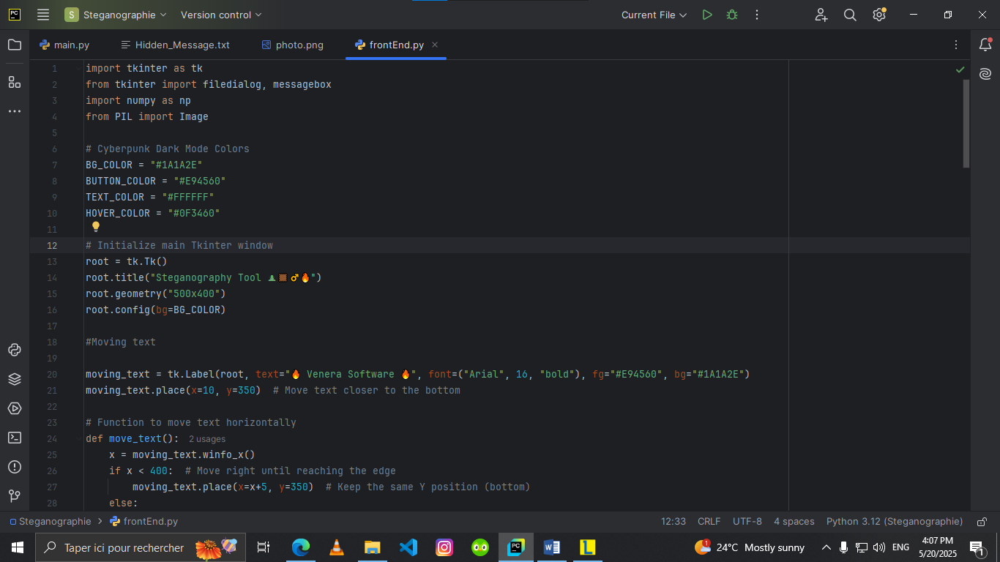 PC
S Steganographie
Version control
Current File
main.py
Hidden_Message.txt
photo.png
frontEnd.py
1 import tkinter as tk
2 from tkinter import filedialog, messagebox
3 import numpy as np
4 from PIL import Image
5
6 # Cyberpunk Dark Mode Colors
7 BG_COLOR = "#1A1A2E"
8 BUTTON_COLOR = "#E94560"
9 TEXT_COLOR = "#FFFFFF"
10 HOVER_COLOR = "#0F3460"
11
12 # Initialize main Tkinter window
13 root = tk.Tk()
14 root.title("Steganography Tool 🔥")
15 root.geometry("500x400")
16 root.config(bg=BG_COLOR)
17
18 #Moving text
19
20 moving_text = tk.Label(root, text="🔥 Venera Software 🔥", font=("Arial", 16, "bold"), fg="#E94560", bg="#1A1A2E")
21 moving_text.place(x=10, y=350)  # Move text closer to the bottom
22
23 # Function to move text horizontally
24 def move_text():  2 usages
25     x = moving_text.winfo_x()
26     if x < 400:  # Move right until reaching the edge
27         moving_text.place(x=x+5, y=350)  # Keep the same Y position (bottom)
28     else:
Steganographie > frontEnd.py
12:33 CRLF UTF-8 4 spaces Python 3.12 (Steganographie)
Taper ici pour rechercher
PC
W
L
1
24°C Mostly sunny
ENG
4:07 PM
5/20/2025
1